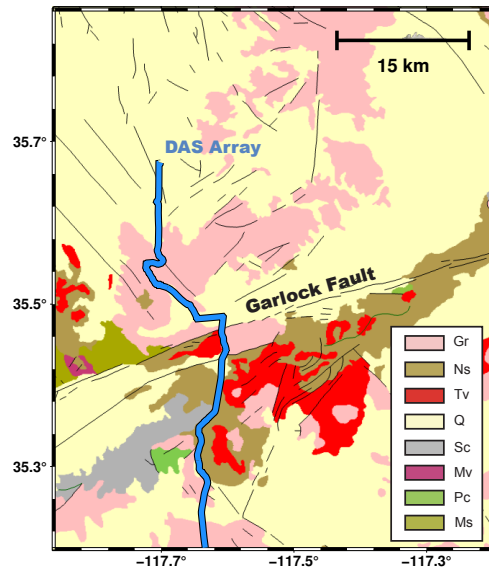 15 km
35.7°
DAS Array
35.5°
Garlock Fault
35.3°
Gr
Ns
Tv
Q
Sc
Mv
Pc
Ms
−117.7° −117.5° −117.3°